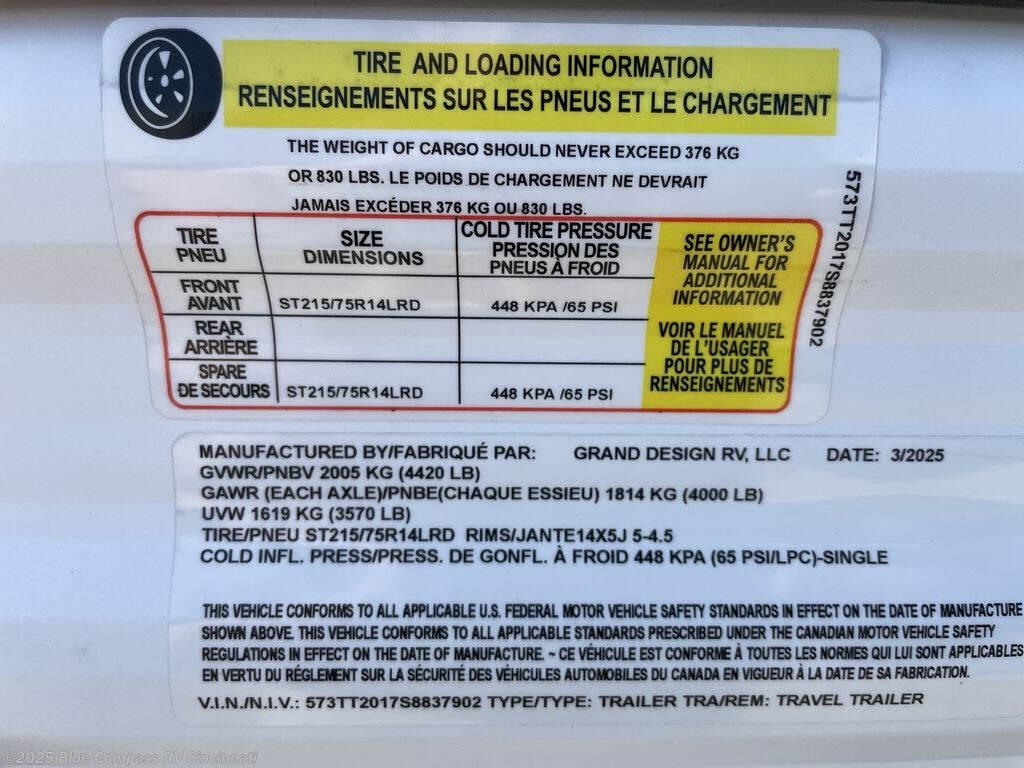 TIRE AND LOADING INFORMATION
RENSEIGNEMENTS SUR LES PNEUS ET LE CHARGEMENT
THE WEIGHT OF CARGO SHOULD NEVER EXCEED 376 KG
OR 830 LBS. LE POIDS DE CHARGEMENT NE DEVRAIT
JAMAIS EXCÉDER 376 KG OU 830 LBS.
TIRE
PNEU
SIZE
DIMENSIONS
COLD TIRE PRESSURE
PRESSION DES
PNEUS À FROID
FRONT
AVANT
ST215/75R14LRD
448 KPA /65 PSI
REAR
ARRIÈRE
SPARE
DE SECOURS
ST215/75R14LRD
448 KPA /65 PSI
SEE OWNER'S
MANUAL FOR
ADDITIONAL
INFORMATION
VOIR LE MANUEL
DE L'USAGER
POUR PLUS DE
RENSEIGNEMENTS
573TT2017S8837902
MANUFACTURED BY/FABRIQUÉ PAR: GRAND DESIGN RV, LLC DATE: 3/2025
GVWR/PNBV 2005 KG (4420 LB)
GAWR (EACH AXLE)/PNBE(CHAQUE ESSIEU) 1814 KG (4000 LB)
UVW 1619 KG (3570 LB)
TIRE/PNEU ST215/75R14LRD RIMS/JANTE14X5J 5-4.5
COLD INFL. PRESS/PRESS. DE GONFL. À FROID 448 KPA (65 PSI/LPC)-SINGLE
THIS VEHICLE CONFORMS TO ALL APPLICABLE U.S. FEDERAL MOTOR VEHICLE SAFETY STANDARDS IN EFFECT ON THE DATE OF MANUFACTURE
SHOWN ABOVE. THIS VEHICLE CONFORMS TO ALL APPLICABLE STANDARDS PRESCRIBED UNDER THE CANADIAN MOTOR VEHICLE SAFETY
REGULATIONS IN EFFECT ON THE DATE OF MANUFACTURE. ~ CE VÉHICULE EST CONFORME À TOUTES LES NORMES QUI LUI SONT APPLICABLES
EN VERTU DU RÉGLEMENT SUR LA SÉCURITÉ DES VÉHICULES AUTOMOBILES DU CANADA EN VIGUEUR À LA DATE DE SA FABRICATION.
V.I.N./N.I.V.: 573TT2017S8837902 TYPE/TYPE: TRAILER TRA/REM: TRAVEL TRAILER
©2025 Blue Compass RV Cincinnati